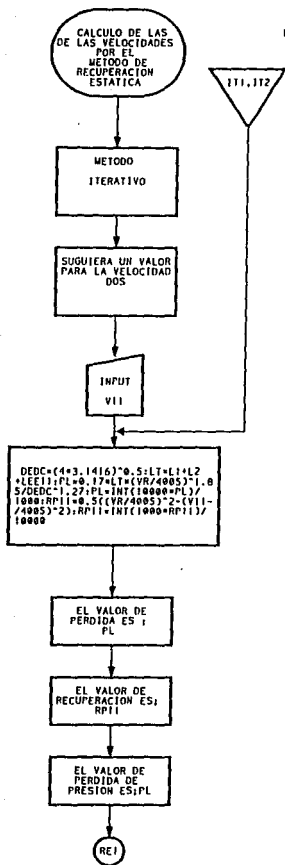 CALCULO DE LAS
DE LAS VELOCIDADES
POR EL
METODO DE
RECUPERACION
ESTATICA
IT1,IT2
METODO
ITERATIVO
SUGUIERA UN VALOR
PARA LA VELOCIDAD
DOS
INPUT
V11
DEDC=(4*3.1416)^0.5:LT=L1+L2
+LEE11:PL=0.17*LT*(VR/4005)^1.8
5/DEDC^1.27:PL=INT(10000*PL)/
1000:RP11=0.5((VR/4005)^2-(V11-
/4005)^2):RP11=INT(1000*RP11)/
10000
EL VALOR DE
PERDIDA ES ;
PL
EL VALOR DE
RECUPERACION ES;
RP11
EL VALOR DE
PERDIDA DE
PRESION ES;PL
RE1